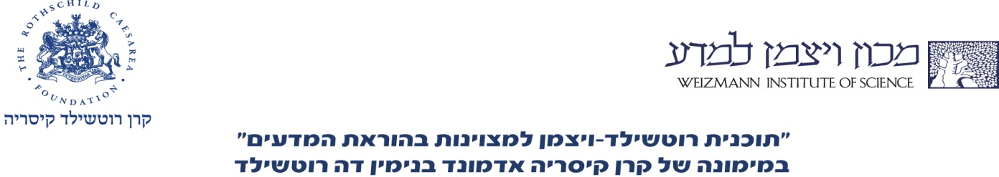 THE ROTHSCHILD CAESAREA FOUNDATION
קרן רוטשילד קיסריה
מכון ויצמן למדע
WEIZMANN INSTITUTE OF SCIENCE
"תוכנית רוטשילד-ויצמן למצוינות בהוראת המדעים"
במימונה של קרן קיסריה אדמונד בנימין דה רוטשילד